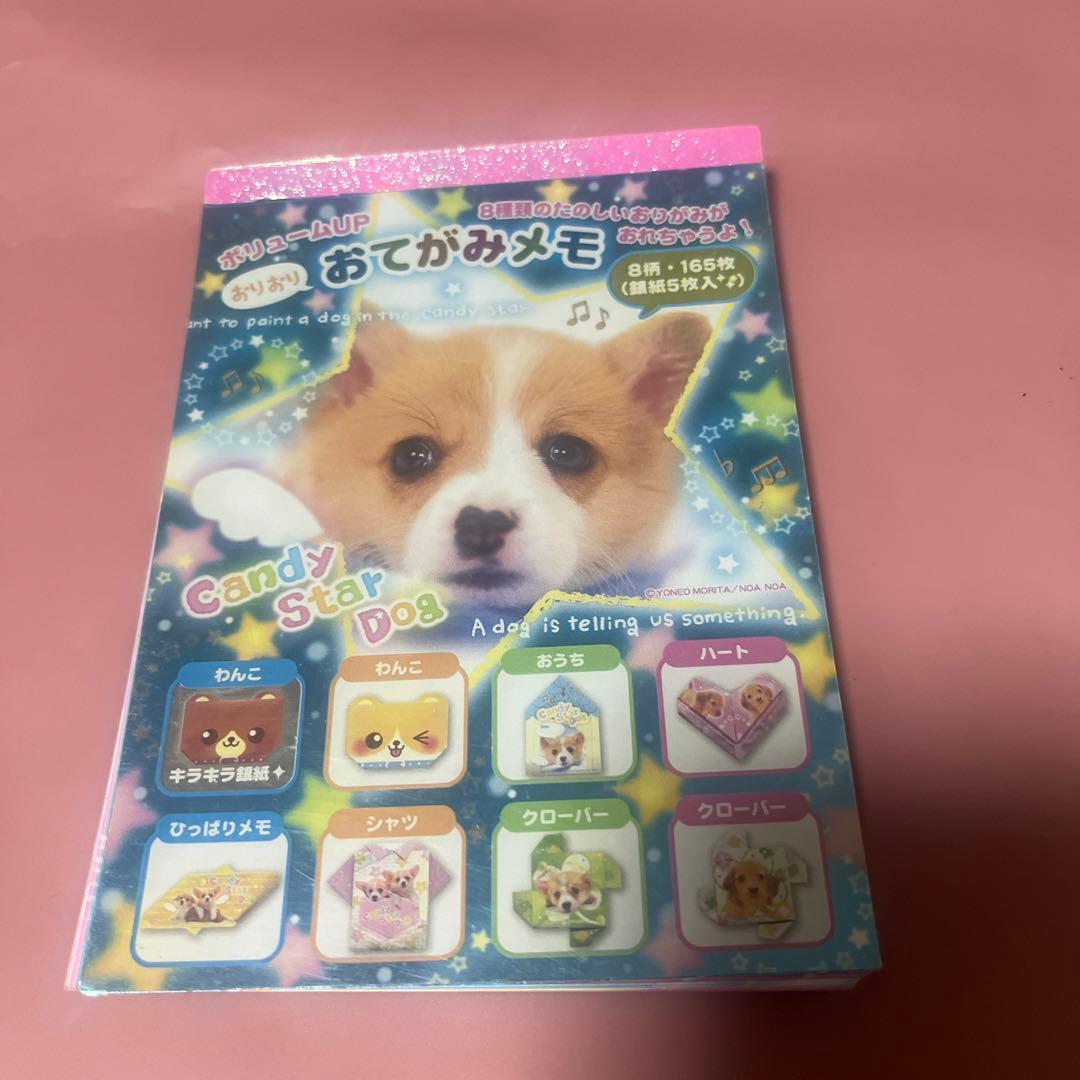 ボリュームUP
8種類のたのしいおりがみが
おれちゃうよ!
おりおり
おてがみメモ
8柄・165枚
(銀紙5枚入)
ant to paint a dog in the candy star
Candy
Star
Dog
©YONEO MORITA/NOA NOA
A dog is telling us something.
わんこ
キラキラ銀紙
わんこ
おうち
Candy
Star
Dog
ハート
ひっぱりメモ
Candy
Star
シャツ
クローバー
クローバー